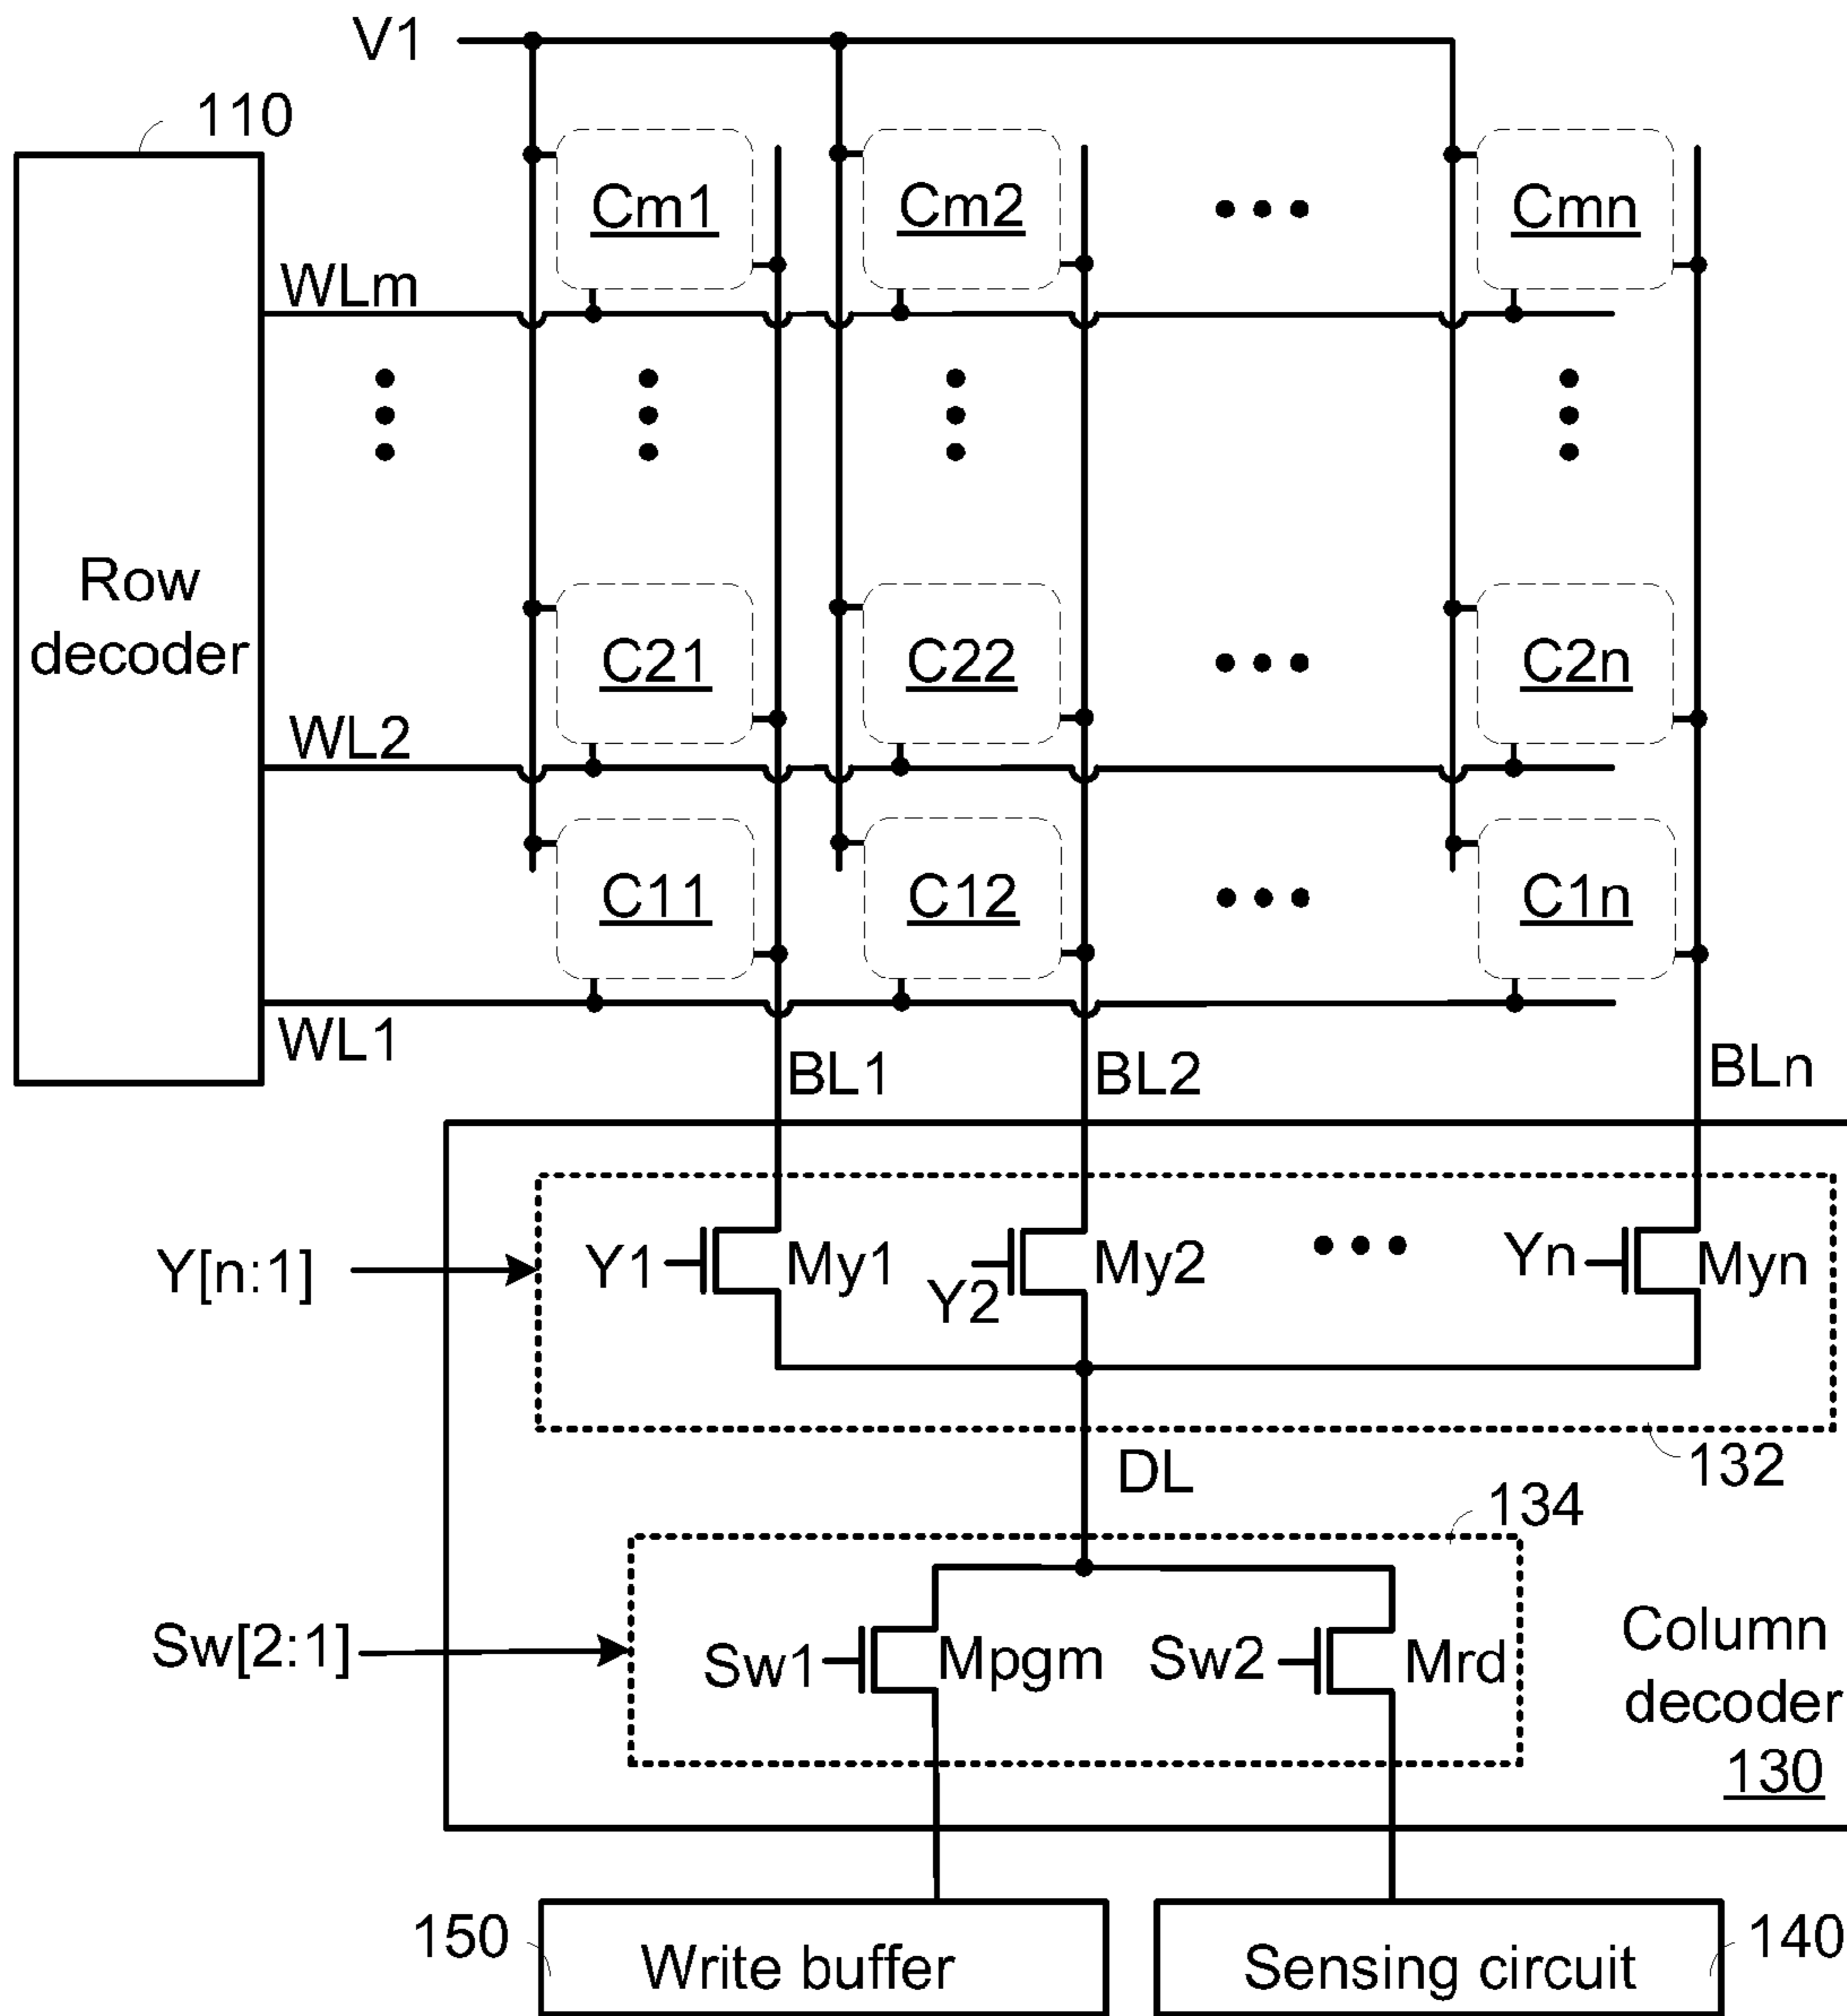 V1
110
Cm1
Cm2
Cmn
WLm
Row
decoder
C21
C22
C2n
WL2
C11
C12
C1n
WL1
BL1
BL2
BLn
Y[n:1]
Y1
My1
Y2
My2
Yn
Myn
132
DL
134
Sw[2:1]
Sw1
Mpgm
Sw2
Mrd
Column
decoder
130
150
Write buffer
Sensing circuit
140